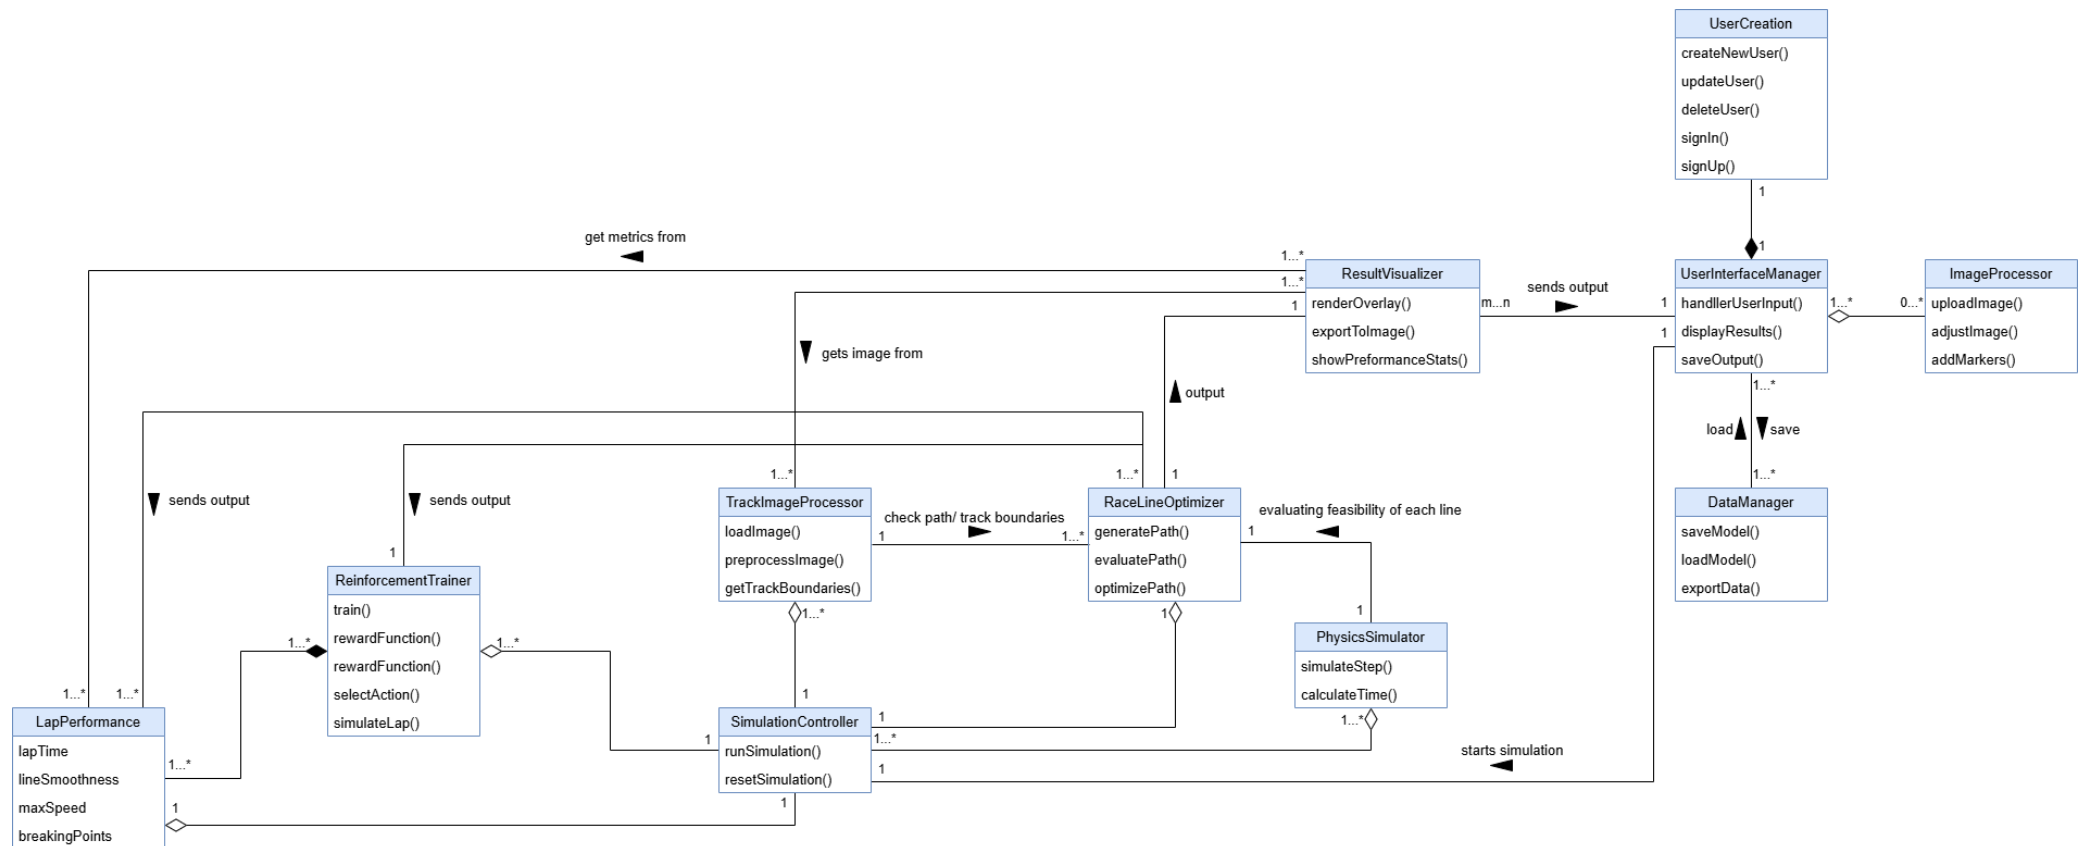 UserCreation
createNewUser()
updateUser()
deleteUser()
signIn()
signUp()
1
1
get metrics from
1...*
1...*
1
ResultVisualizer
renderOverlay()
exportToImage()
showPreformanceStats()
sends output
m...n
1
1
UserInterfaceManager
handllerUserInput()
displayResults()
saveOutput()
1...*
0...*
ImageProcessor
uploadImage()
adjustImage()
addMarkers()
gets image from
output
1...*
load
save
1...*
DataManager
saveModel()
loadModel()
exportData()
sends output
sends output
1...*
TrackImageProcessor
loadImage()
preprocessImage()
getTrackBoundaries()
check path/ track boundaries
1
1...*
1...*
1
RaceLineOptimizer
generatePath()
evaluatePath()
optimizePath()
evaluating feasibility of each line
1
1
1
ReinforcementTrainer
train()
rewardFunction()
rewardFunction()
selectAction()
simulateLap()
1...*
1...*
1...*
1
PhysicsSimulator
simulateStep()
calculateTime()
1...*
1...*
1...*
LapPerformance
lapTime
lineSmoothness
maxSpeed
breakingPoints
1...*
1
1
1
SimulationController
runSimulation()
resetSimulation()
1
1...*
1
1
starts simulation